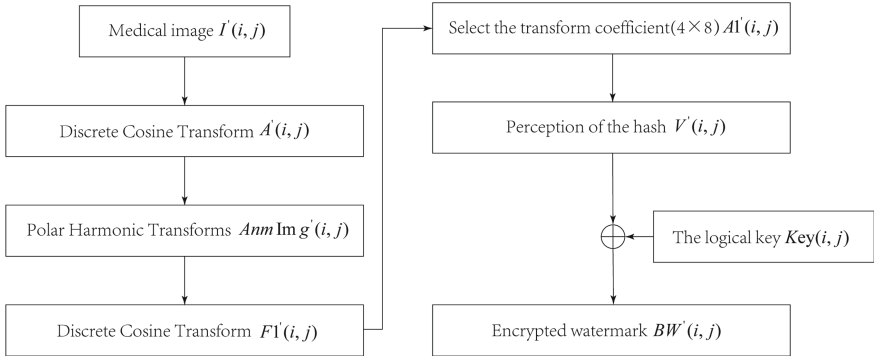 Medical image I'(i, j)
Discrete Cosine Transform A'(i, j)
Polar Harmonic Transforms Anm Im g'(i, j)
Discrete Cosine Transform F1'(i, j)
Select the transform coefficient(4×8) A1'(i, j)
Perception of the hash V'(i, j)
The logical key Key(i, j)
Encrypted watermark BW'(i, j)